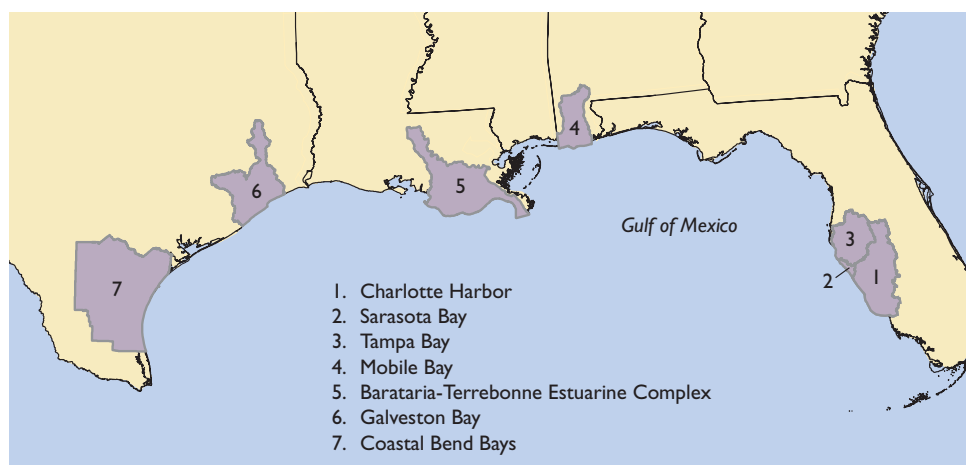 4
6
5
Gulf of Mexico
3
2
1
7
1. Charlotte Harbor
2. Sarasota Bay
3. Tampa Bay
4. Mobile Bay
5. Barataria-Terrebonne Estuarine Complex
6. Galveston Bay
7. Coastal Bend Bays